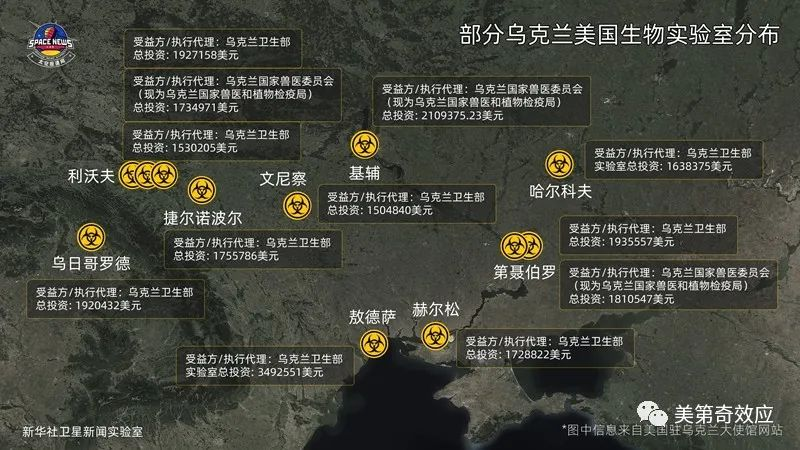 SPACE NEWS
部分乌克兰美国生物实验室分布
受益方/执行代理：乌克兰卫生部
总投资：1927158美元
受益方/执行代理：乌克兰国家兽医委员会
（现为乌克兰国家兽医和植物检疫局）
总投资：1734971美元
受益方/执行代理：乌克兰卫生部
总投资：1530205美元
利沃夫
受益方/执行代理：乌克兰国家兽医委员会
（现为乌克兰国家兽医和植物检疫局）
总投资：2109375.23美元
基辅
受益方/执行代理：乌克兰卫生部
实验室总投资：1638375美元
哈尔科夫
文尼察
受益方/执行代理：乌克兰卫生部
总投资：1504840美元
捷尔诺波尔
受益方/执行代理：乌克兰卫生部
总投资：1755786美元
乌日哥罗德
受益方/执行代理：乌克兰卫生部
总投资：1920432美元
第聂伯罗
受益方/执行代理：乌克兰卫生部
总投资：1935557美元
受益方/执行代理：乌克兰国家兽医委员会
（现为乌克兰国家兽医和植物检疫局）
总投资：1810547美元
敖德萨
受益方/执行代理：乌克兰卫生部
实验室总投资：3492551美元
赫尔松
受益方/执行代理：乌克兰卫生部
总投资：1728822美元
美第奇效应
新华社卫星新闻实验室
*图中信息来自美国驻乌克兰大使馆网站